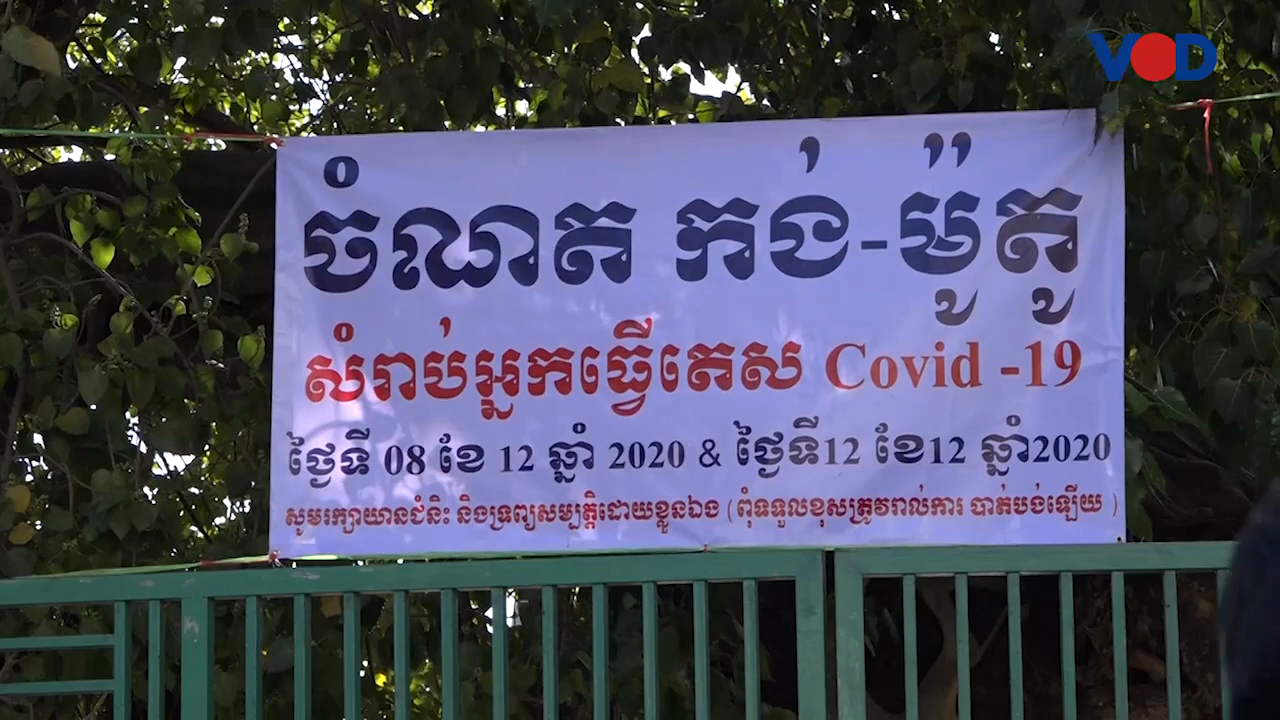 VOD
ចំណត កង់-ម៉ូតូ
សំរាប់អ្នកធ្វើតេស Covid -19
ថ្ងៃទី 08 ខែ 12 ឆ្នាំ 2020 & ថ្ងៃទី12 ខែ12 ឆ្នាំ2020
សូមរក្សាយានជំនិះ និងទ្រព្យសម្បត្តិដោយខ្លួនឯង (ពុំទទួលខុសត្រូវរាល់ការ បាត់បង់ឡើយ )